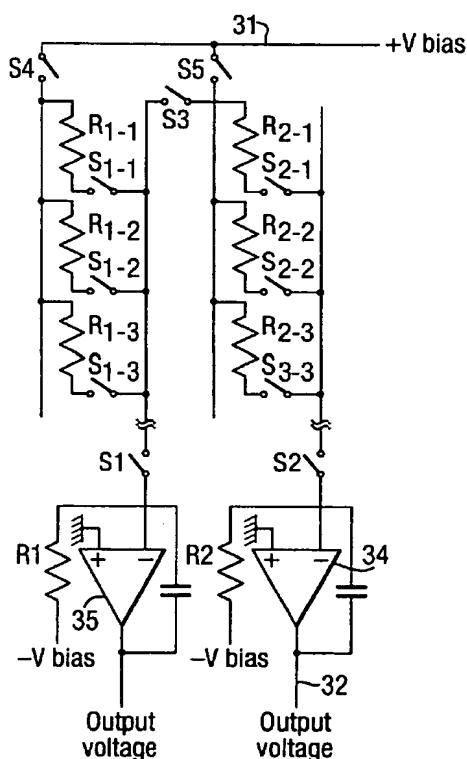 31
+V bias
S4
S5
S3
R1-1
R2-1
S1-1
S2-1
R1-2
R2-2
S1-2
S2-2
R1-3
R2-3
S1-3
S3-3
S1
S2
R1
+
−
R2
+
−
34
35
−V bias
−V bias
32
Output
voltage
Output
voltage